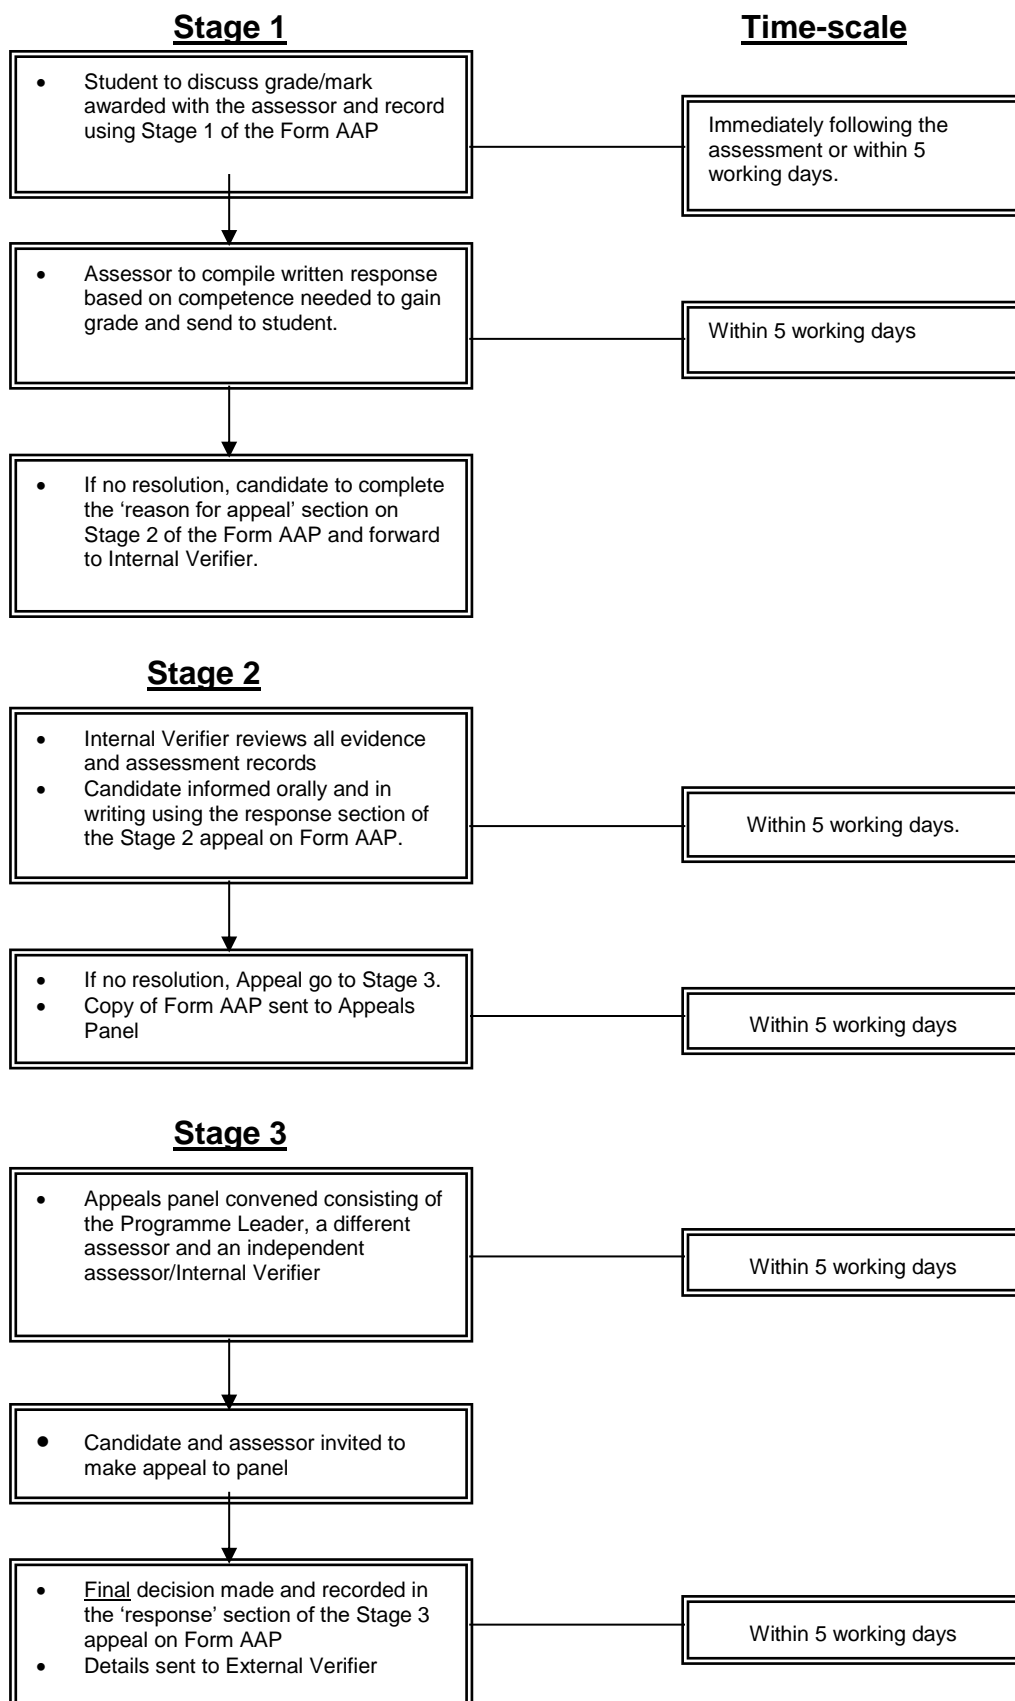 Stage 1
Time-scale
• Student to discuss grade/mark
awarded with the assessor and record
using Stage 1 of the Form AAP
Immediately following the
assessment or within 5
working days.
• Assessor to compile written response
based on competence needed to gain
grade and send to student.
Within 5 working days
• If no resolution, candidate to complete
the ‘reason for appeal’ section on
Stage 2 of the Form AAP and forward
to Internal Verifier.
Stage 2
• Internal Verifier reviews all evidence
and assessment records
• Candidate informed orally and in
writing using the response section of
the Stage 2 appeal on Form AAP.
Within 5 working days.
• If no resolution, Appeal go to Stage 3.
• Copy of Form AAP sent to Appeals
Panel
Within 5 working days
Stage 3
• Appeals panel convened consisting of
the Programme Leader, a different
assessor and an independent
assessor/Internal Verifier
Within 5 working days
• Candidate and assessor invited to
make appeal to panel
• Final decision made and recorded in
the ‘response’ section of the Stage 3
appeal on Form AAP
• Details sent to External Verifier
Within 5 working days